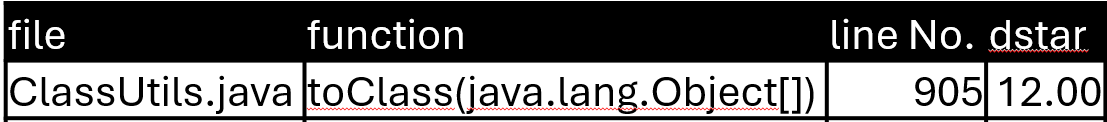 file function line No. dstar
ClassUtils.java toClass(java.lang.Object[]) 905 12.00